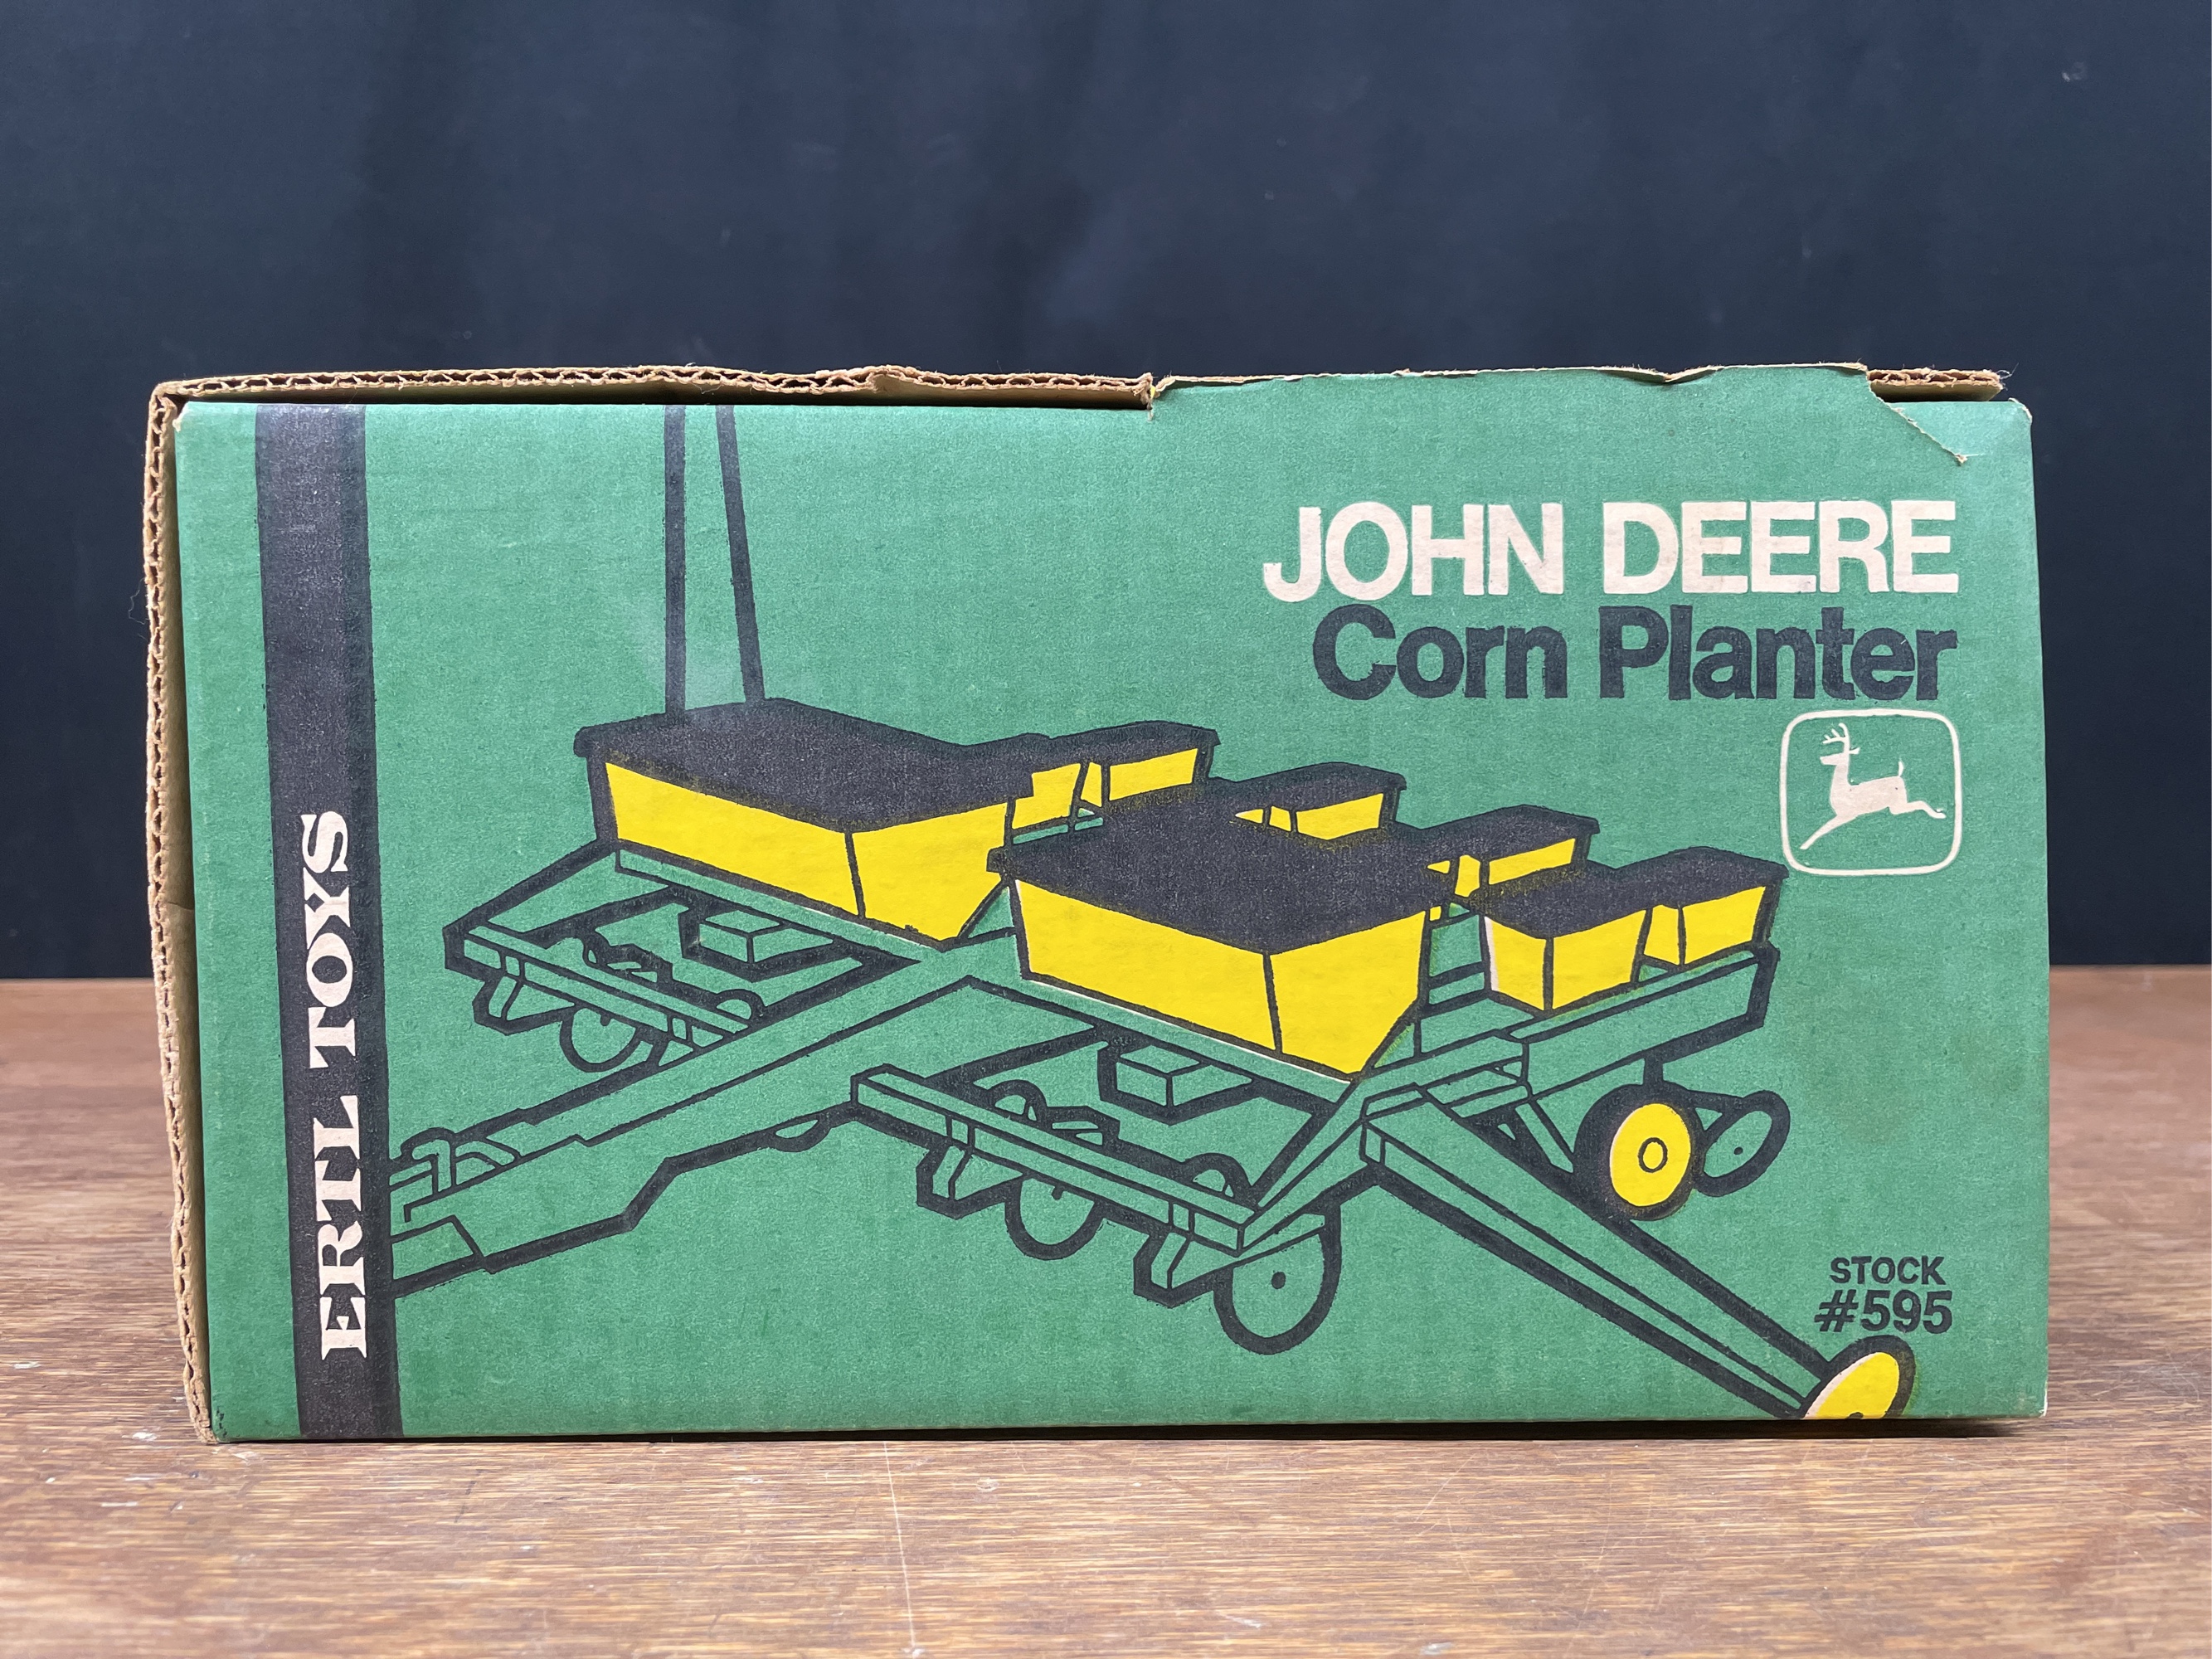 JOHN DEERE
Corn Planter
ERTL TOYS
STOCK
#595